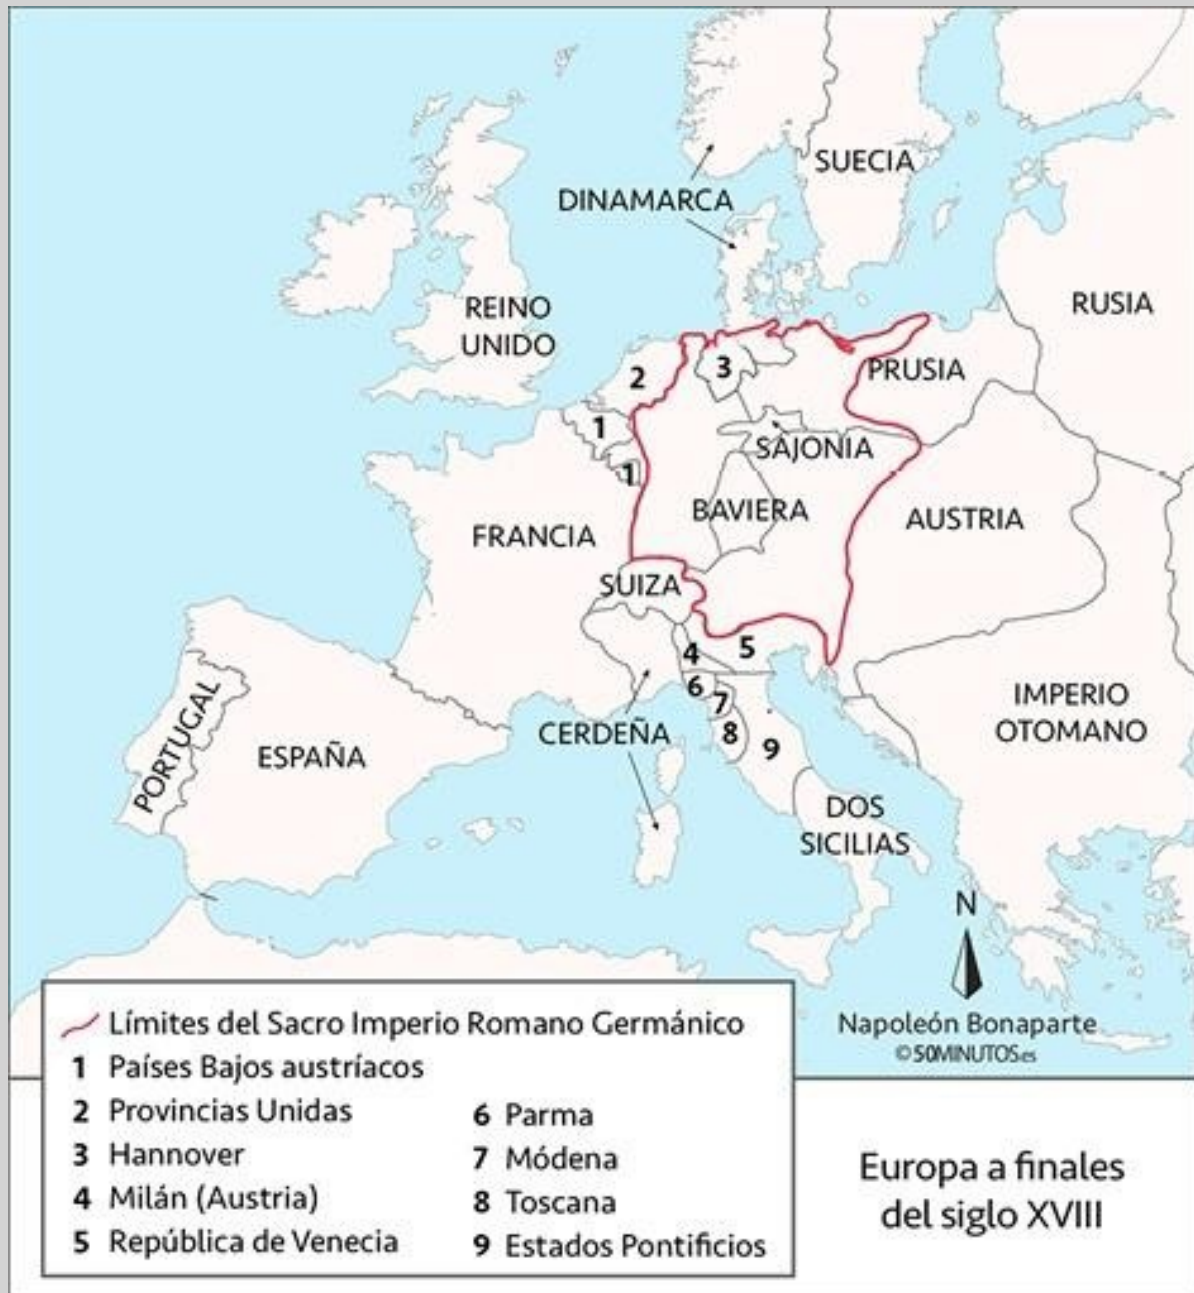 SUECIA
DINAMARCA
REINO
UNIDO
RUSIA
2
3
PRUSIA
1
SAJONIA
1
BAVIERA
AUSTRIA
FRANCIA
SUIZA
4
5
6
7
8
9
IMPERIO
OTOMANO
CERDEÑA
PORTUGAL
ESPAÑA
DOS
SICILIAS
N
Napoleón Bonaparte
©50MINUTOS.es
Límites del Sacro Imperio Romano Germánico
1 Países Bajos austríacos
2 Provincias Unidas
3 Hannover
4 Milán (Austria)
5 República de Venecia
6 Parma
7 Módena
8 Toscana
9 Estados Pontificios
Europa a finales
del siglo XVIII